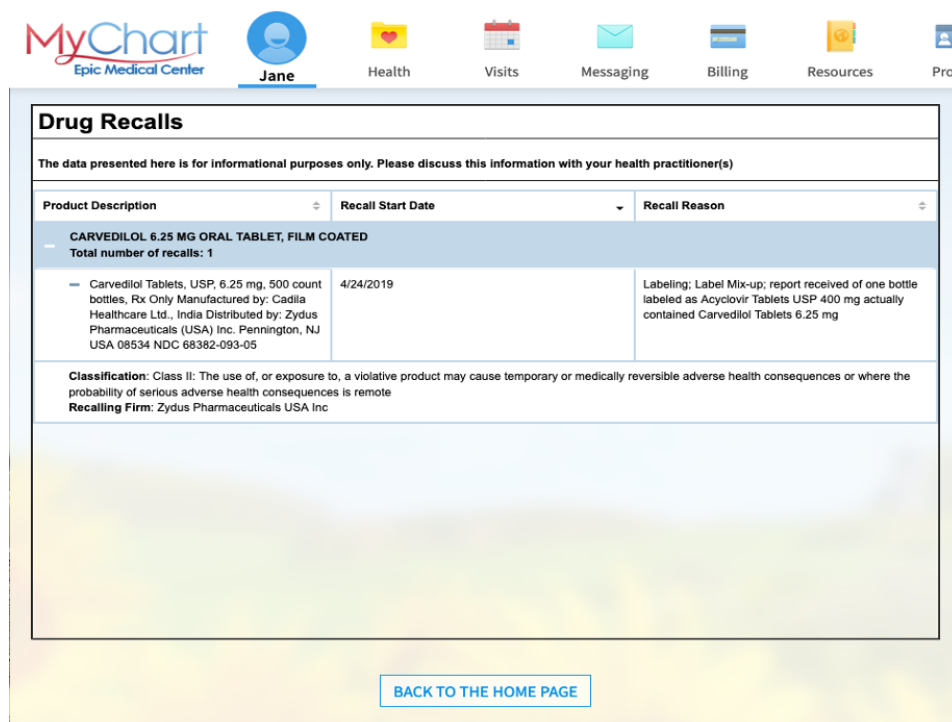 MyChart
Epic Medical Center
Jane
Health
Visits
Messaging
Billing
Resources
Pro
Drug Recalls
The data presented here is for informational purposes only. Please discuss this information with your health practitioner(s)
Product Description
Recall Start Date
Recall Reason
CARVEDILOL 6.25 MG ORAL TABLET, FILM COATED
Total number of recalls: 1
Carvedilol Tablets, USP, 6.25 mg, 500 count
bottles, Rx Only Manufactured by: Cadila
Healthcare Ltd., India Distributed by: Zydus
Pharmaceuticals (USA) Inc. Pennington, NJ
USA 08534 NDC 68382-093-05
4/24/2019
Labeling; Label Mix-up; report received of one bottle
labeled as Acyclovir Tablets USP 400 mg actually
contained Carvedilol Tablets 6.25 mg
Classification: Class II: The use of, or exposure to, a violative product may cause temporary or medically reversible adverse health consequences or where the
probability of serious adverse health consequences is remote
Recalling Firm: Zydus Pharmaceuticals USA Inc
BACK TO THE HOME PAGE